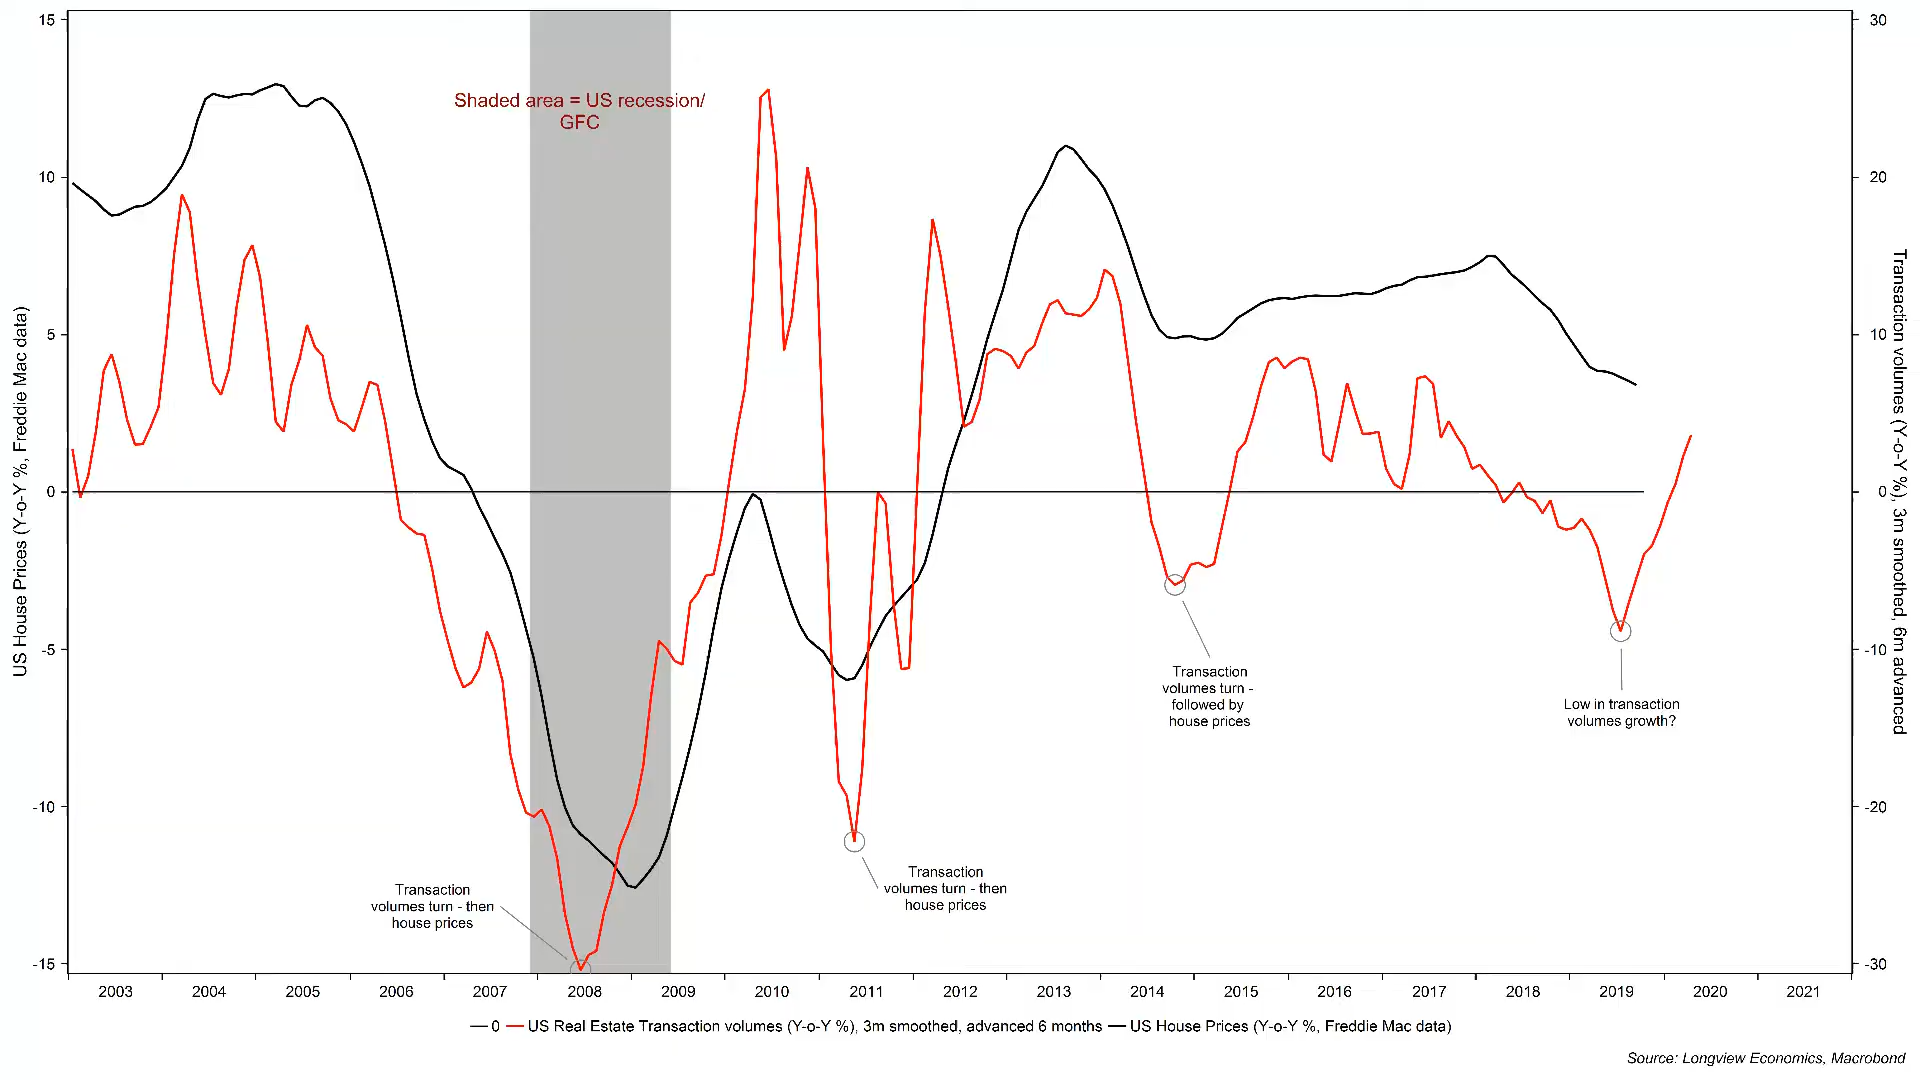 15
10
5
0
-5
-10
-15
US House Prices (Y-o-Y %, Freddie Mac data)
Shaded area = US recession/
GFC
Transaction
volumes turn - then
house prices
Transaction
volumes turn - then
house prices
Transaction
volumes turn -
followed by
house prices
Low in transaction
volumes growth?
30
20
10
0
-10
-20
-30
Transaction volumes (Y-o-Y %), 3m smoothed, 6m advanced
2003 2004 2005 2006 2007 2008 2009 2010 2011 2012 2013 2014 2015 2016 2017 2018 2019 2020 2021
0 US Real Estate Transaction volumes (Y-o-Y %), 3m smoothed, advanced 6 months US House Prices (Y-o-Y %, Freddie Mac data)
Source: Longview Economics, Macrobond